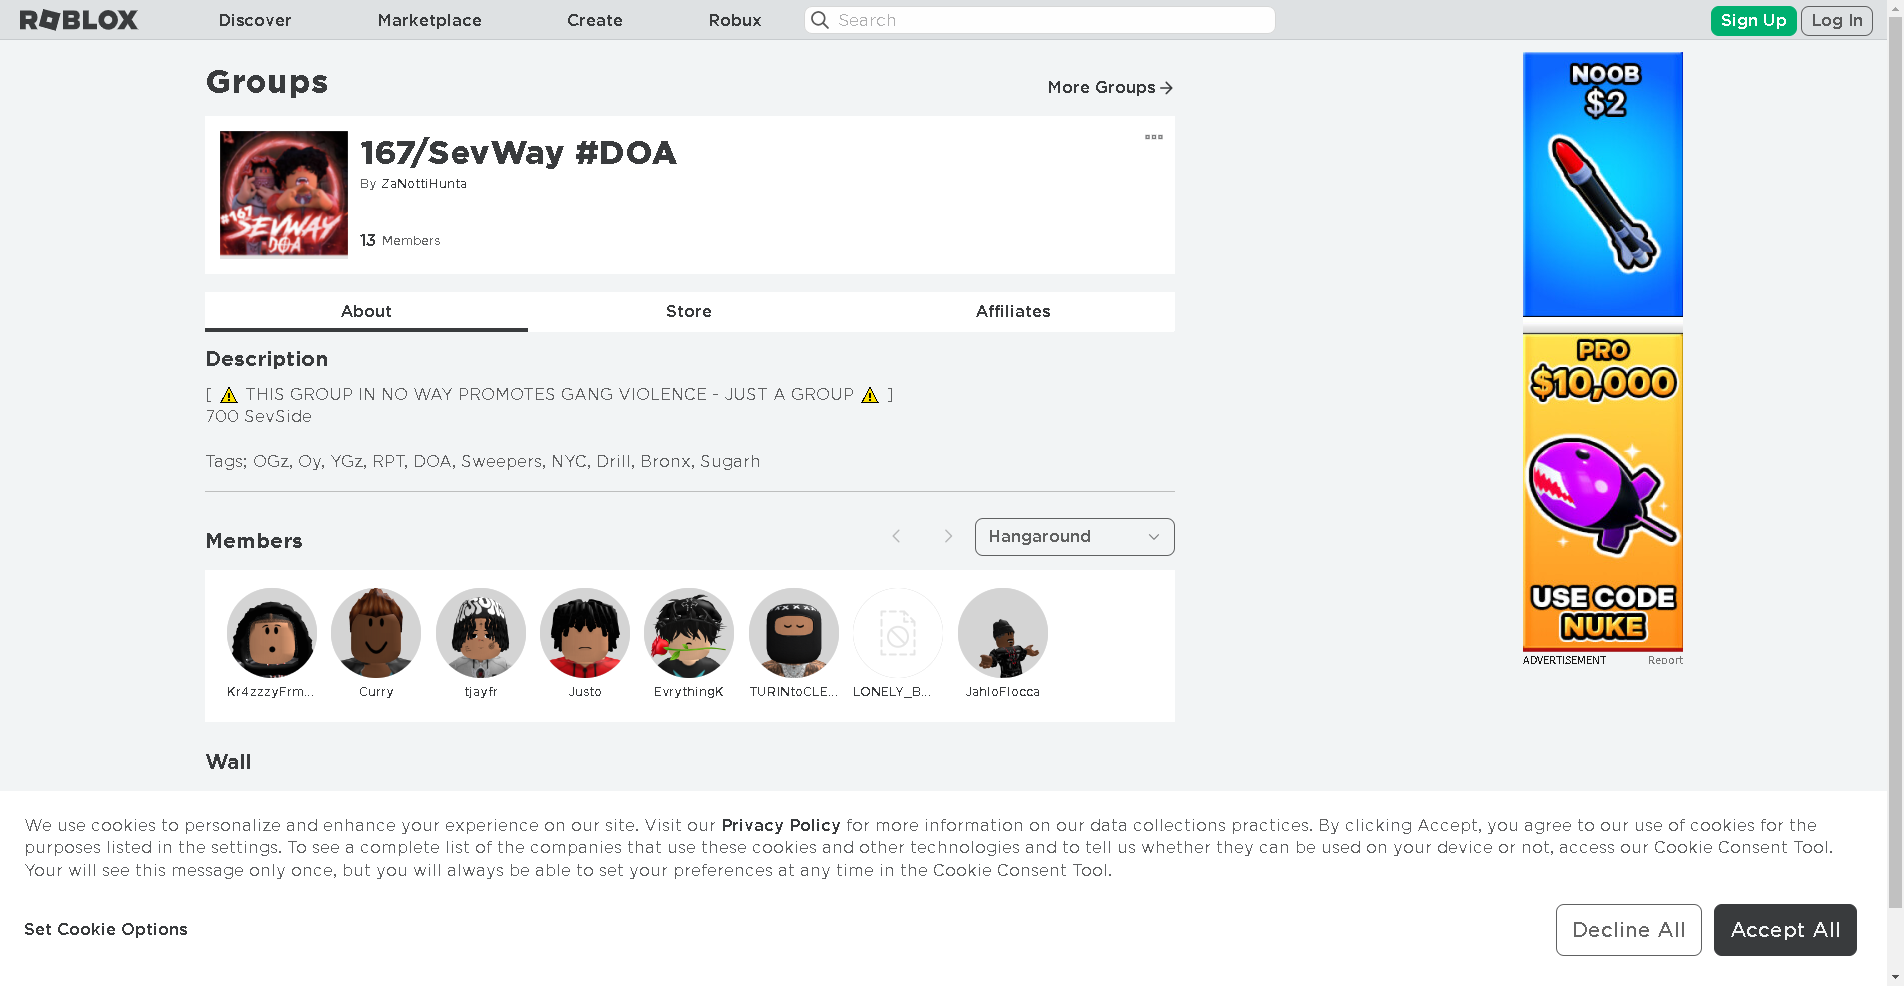 ROBLOX
Discover
Marketplace
Create
Robux
Search
Sign Up
Log In
Groups
More Groups
#167
SEVWAY
DOA
167/SevWay #DOA
By ZaNottiHunta
13 Members
About
Store
Affiliates
Description
[ ⚠️ THIS GROUP IN NO WAY PROMOTES GANG VIOLENCE - JUST A GROUP ⚠️ ]
700 SevSide
Tags; OGz, Oy, YGz, RPT, DOA, Sweepers, NYC, Drill, Bronx, Sugarh
Members
Hangaround
Kr4zzzyFrm...
Curry
tjayfr
Justo
EvrythingK
TURINtoCLE...
LONELY_B...
JahloFlocca
Wall
NOOB
$2
PRO
$10,000
USE CODE
NUKE
ADVERTISEMENT
Report
We use cookies to personalize and enhance your experience on our site. Visit our Privacy Policy for more information on our data collections practices. By clicking Accept, you agree to our use of cookies for the
purposes listed in the settings. To see a complete list of the companies that use these cookies and other technologies and to tell us whether they can be used on your device or not, access our Cookie Consent Tool.
Your will see this message only once, but you will always be able to set your preferences at any time in the Cookie Consent Tool.
Set Cookie Options
Decline All
Accept All